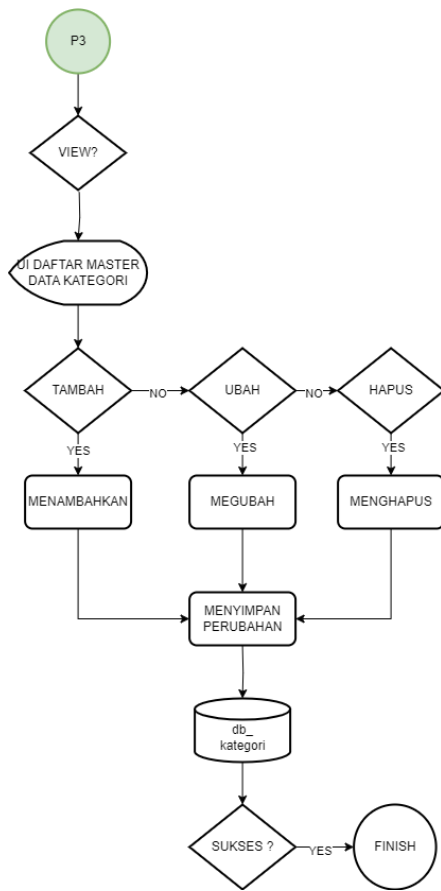 P3
VIEW?
UI DAFTAR MASTER
DATA KATEGORI
TAMBAH
NO
UBAH
NO
HAPUS
YES
YES
YES
MENAMBAHKAN
MEGUBAH
MENGHAPUS
MENYIMPAN
PERUBAHAN
db_
kategori
SUKSES ?
YES
FINISH